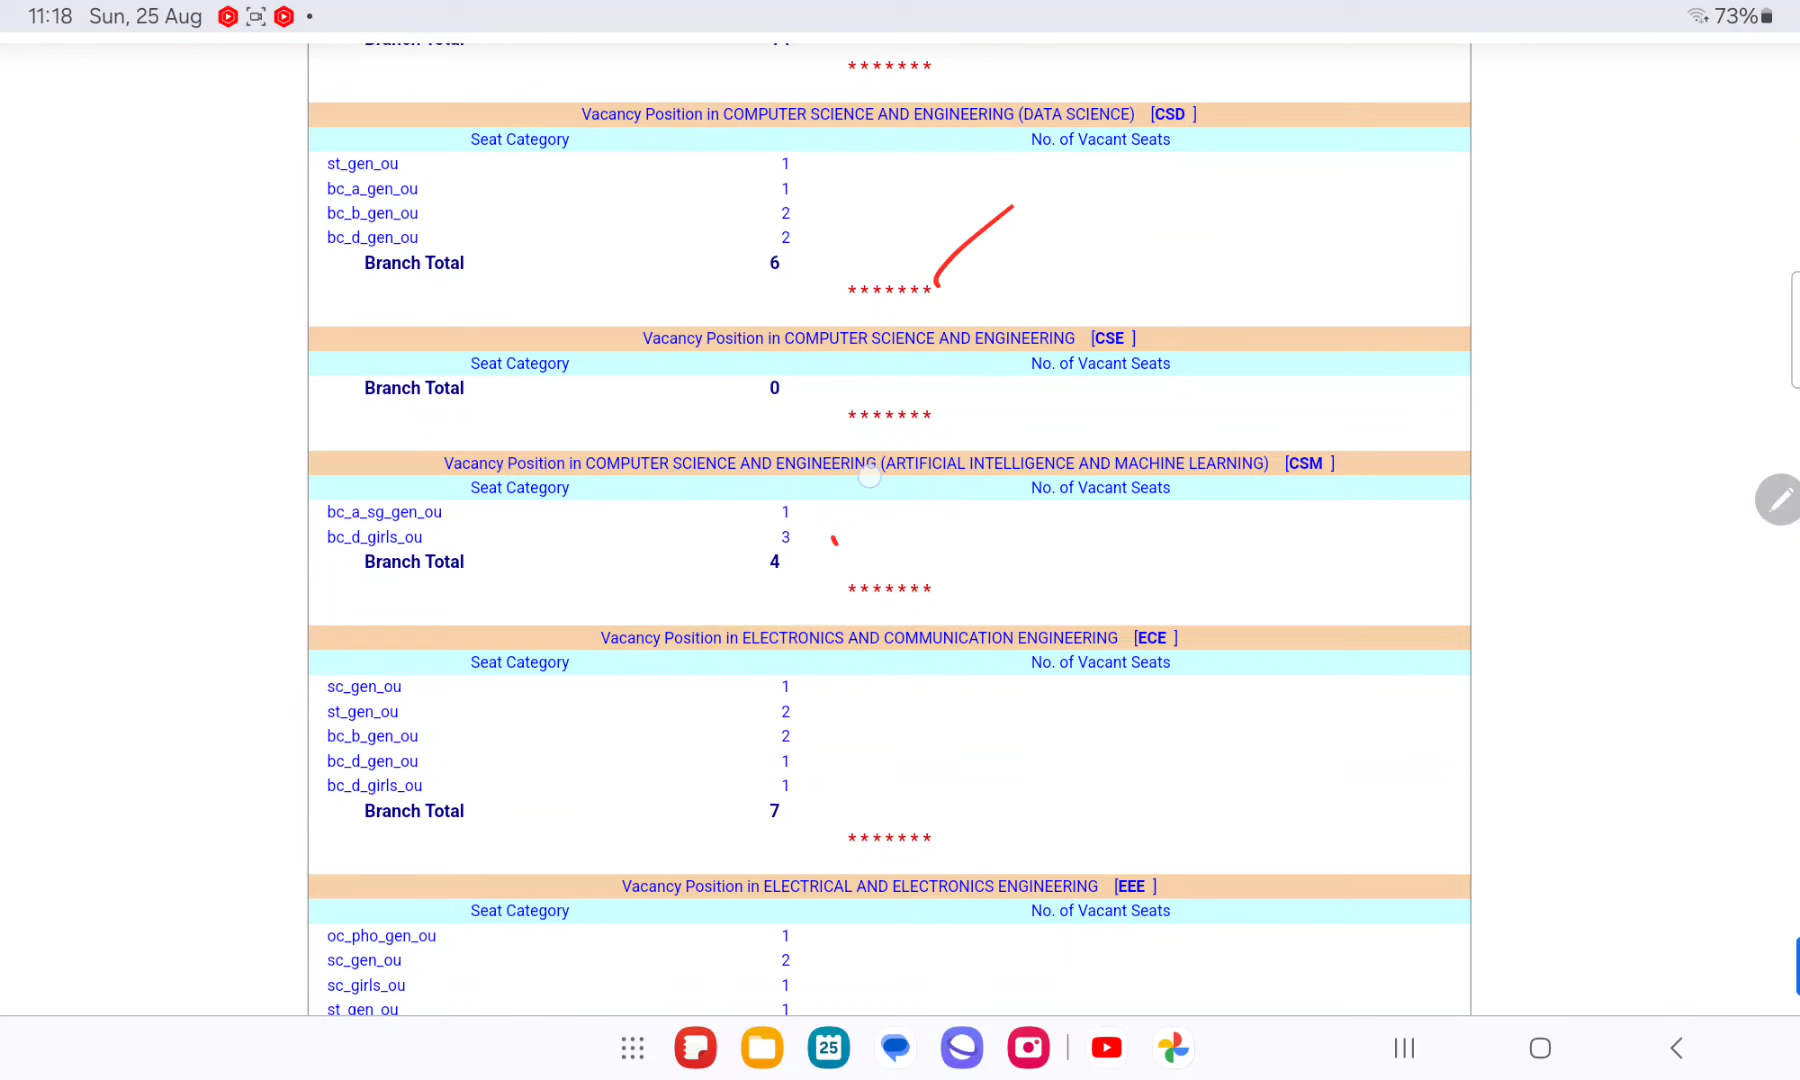 11:18 Sun, 25 Aug
73%
Branch Total
*******
Vacancy Position in COMPUTER SCIENCE AND ENGINEERING (DATA SCIENCE) [CSD ]
Seat Category No. of Vacant Seats
st_gen_ou 1
bc_a_gen_ou 1
bc_b_gen_ou 2
bc_d_gen_ou 2
Branch Total 6
*******
Vacancy Position in COMPUTER SCIENCE AND ENGINEERING [CSE ]
Seat Category No. of Vacant Seats
Branch Total 0
*******
Vacancy Position in COMPUTER SCIENCE AND ENGINEERING (ARTIFICIAL INTELLIGENCE AND MACHINE LEARNING) [CSM ]
Seat Category No. of Vacant Seats
bc_a_sg_gen_ou 1
bc_d_girls_ou 3
Branch Total 4
*******
Vacancy Position in ELECTRONICS AND COMMUNICATION ENGINEERING [ECE ]
Seat Category No. of Vacant Seats
sc_gen_ou 1
st_gen_ou 2
bc_b_gen_ou 2
bc_d_gen_ou 1
bc_d_girls_ou 1
Branch Total 7
*******
Vacancy Position in ELECTRICAL AND ELECTRONICS ENGINEERING [EEE ]
Seat Category No. of Vacant Seats
oc_pho_gen_ou 1
sc_gen_ou 2
sc_girls_ou 1
st_gen_ou 1
25